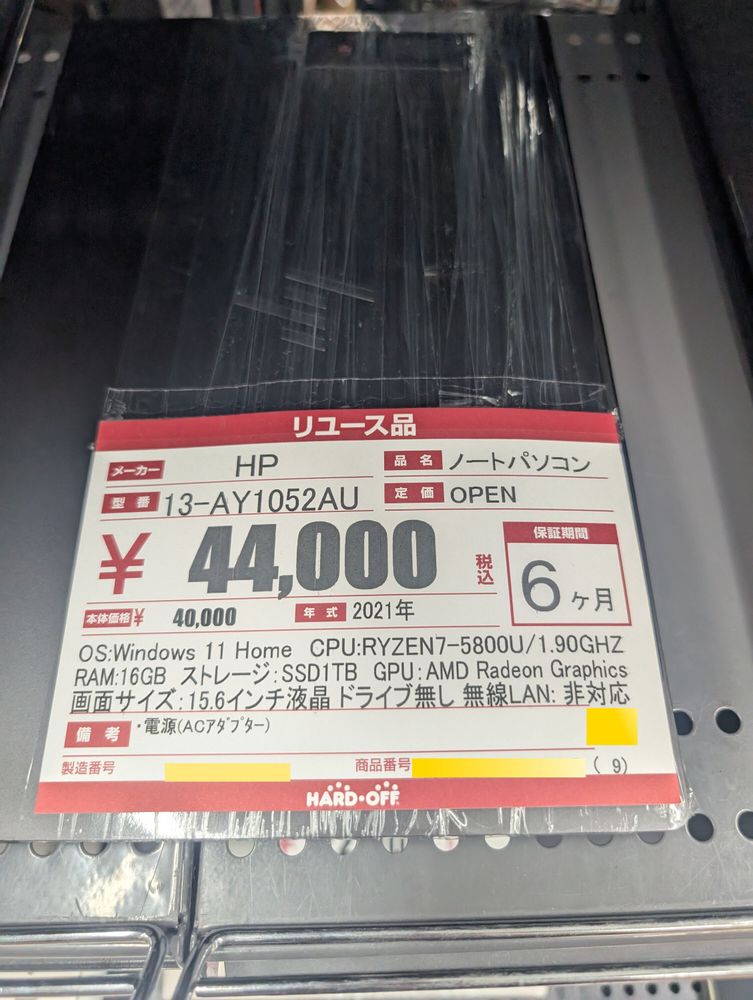 リユース品
メーカー HP 品名 ノートパソコン
型番 13-AY1052AU 定価 OPEN
¥44,000 税込 保証期間 6ヶ月
本体価格¥ 40,000 年式 2021年
OS:Windows 11 Home CPU:RYZEN7-5800U/1.90GHZ
RAM:16GB ストレージ:SSD1TB GPU:AMD Radeon Graphics
画面サイズ:15.6インチ液晶 ドライブ無し 無線LAN: 非対応
備考 ・電源(ACアダプター)
製造番号 商品番号 ( 9)
HARD・OFF